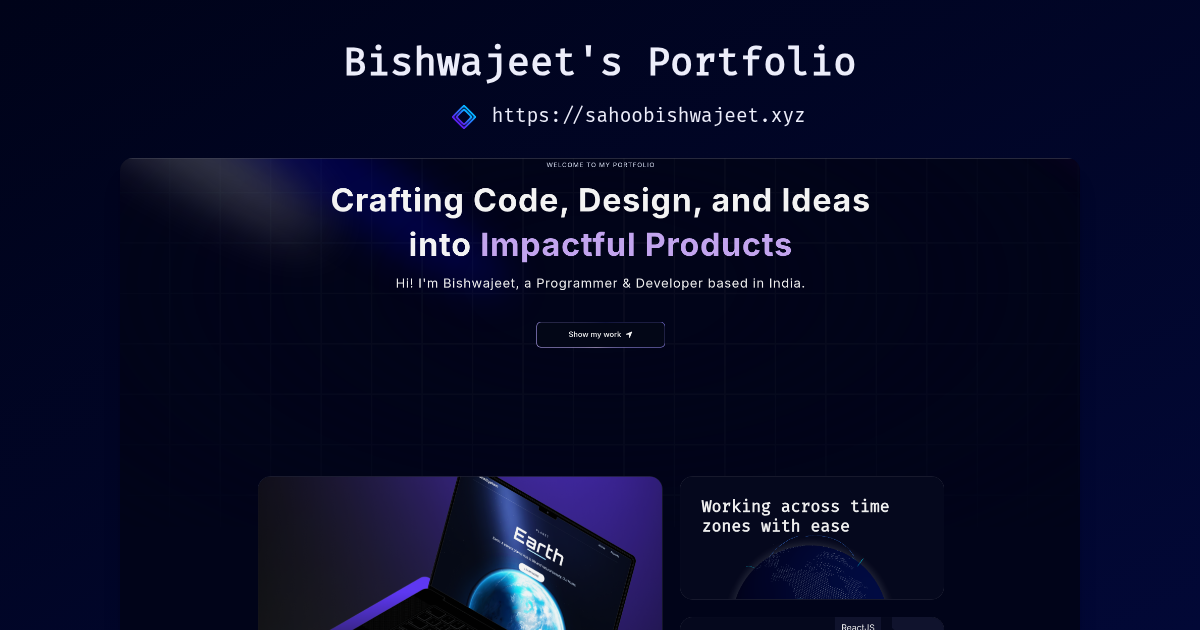 Bishwajeet's Portfolio
https://sahoobishwajeet.xyz
WELCOME TO MY PORTFOLIO
Crafting Code, Design, and Ideas
into Impactful Products
Hi! I'm Bishwajeet, a Programmer & Developer based in India.
Show my work
PLANET
Earth
Working across time
zones with ease
ReactJS